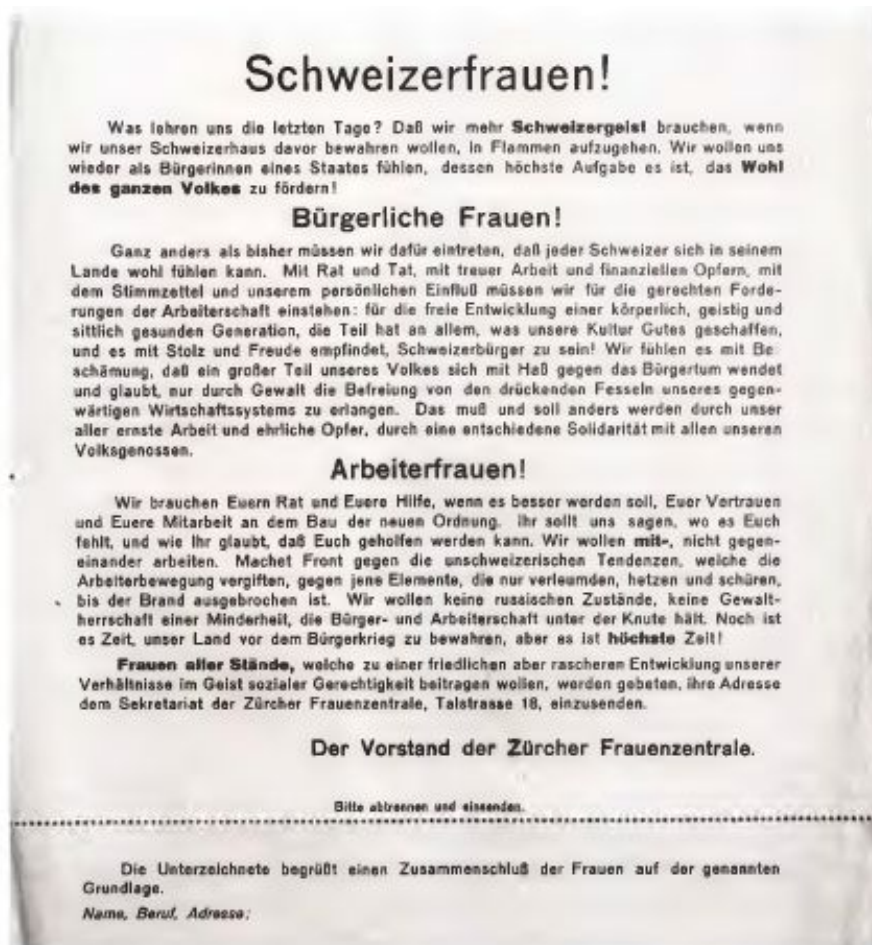 Schweizerfrauen!
Was lehren uns die letzten Tage? Daß wir mehr Schweizergeist brauchen, wenn
wir unser Schweizerhaus davor bewahren wollen, in Flammen aufzugehen. Wir wollen uns
wieder als Bürgerinnen eines Staates fühlen, dessen höchste Aufgabe es ist, das Wohl
des ganzen Volkes zu fördern!
Bürgerliche Frauen!
Ganz anders als bisher müssen wir dafür eintreten, daß jeder Schweizer sich in seinem
Lande wohl fühlen kann. Mit Rat und Tat, mit treuer Arbeit und finanziellen Opfern, mit
dem Stimmzettel und unserem persönlichen Einfluß müssen wir für die gerechten Forde-
rungen der Arbeiterschaft einstehen: für die freie Entwicklung einer körperlich, geistig und
sittlich gesunden Generation, die Teil hat an allem, was unsere Kultur Gutes geschaffen,
und es mit Stolz und Freude empfindet, Schweizerbürger zu sein! Wir fühlen es mit Be
schämung, daß ein großer Teil unseres Volkes sich mit Haß gegen das Bürgertum wendet
und glaubt, nur durch Gewalt die Befreiung von den drückenden Fesseln unseres gegen-
wärtigen Wirtschaftssystems zu erlangen. Das muß und soll anders werden durch unser
aller ernste Arbeit und ehrliche Opfer, durch eine entschiedene Solidarität mit allen unseren
Volksgenossen.
Arbeiterfrauen!
Wir brauchen Euern Rat und Euere Hilfe, wenn es besser werden soll, Euer Vertrauen
und Euere Mitarbeit an dem Bau der neuen Ordnung. Ihr sollt uns sagen, wo es Euch
fehlt, und wie Ihr glaubt, daß Euch geholfen werden kann. Wir wollen mit-, nicht gegen-
einander arbeiten. Machet Front gegen die unschweizerischen Tendenzen, welche die
Arbeiterbewegung vergiften, gegen jene Elemente, die nur verleumden, hetzen und schüren,
bis der Brand ausgebrochen ist. Wir wollen keine russischen Zustände, keine Gewalt-
herrschaft einer Minderheit, die Bürger- und Arbeiterschaft unter der Knute hält. Noch ist
es Zeit, unser Land vor dem Bürgerkrieg zu bewahren, aber es ist höchste Zeit!
Frauen aller Stände, welche zu einer friedlichen aber rascheren Entwicklung unserer
Verhältnisse im Geist sozialer Gerechtigkeit beitragen wollen, werden gebeten, ihre Adresse
dem Sekretariat der Zürcher Frauenzentrale, Talstrasse 18, einzusenden.
Der Vorstand der Zürcher Frauenzentrale.
Bitte abtrennen und einsenden.
Die Unterzeichnete begrüßt einen Zusammenschluß der Frauen auf der genannten
Grundlage.
Name, Beruf, Adresse: